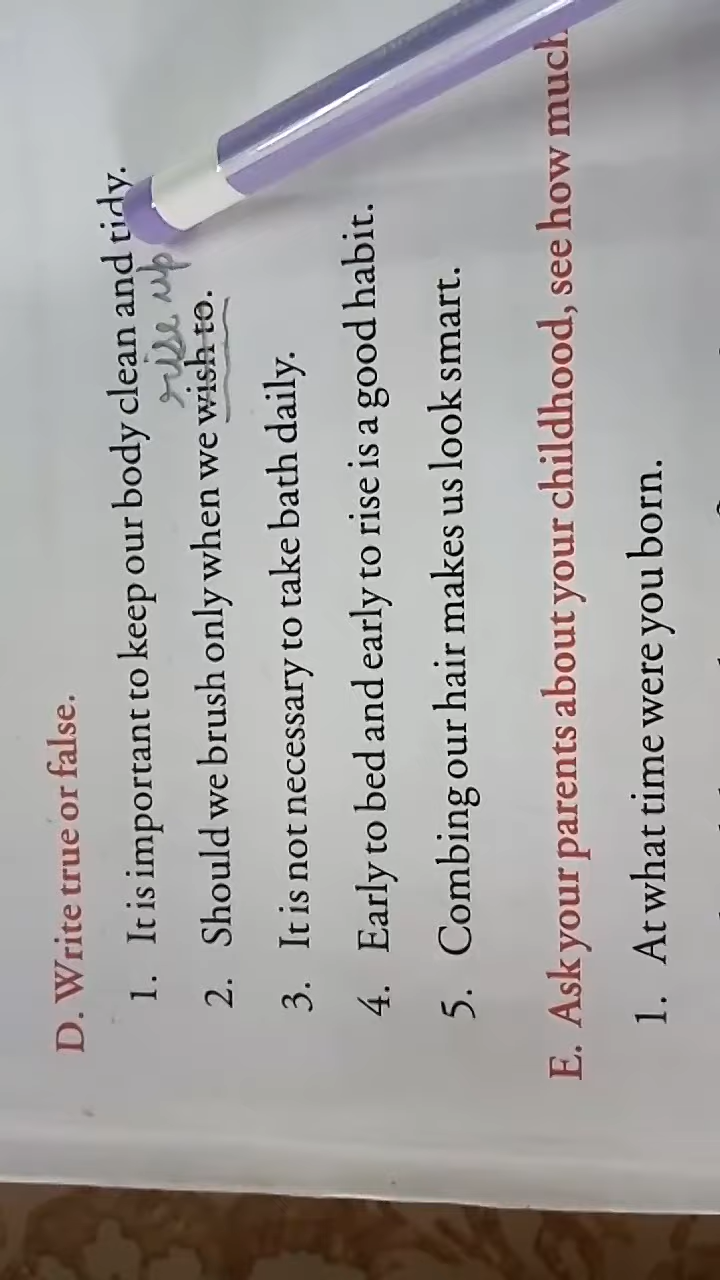 D. Write true or false.
1. It is important to keep our body clean and tidy.
rise up
2. Should we brush only when we wish to.
3. It is not necessary to take bath daily.
4. Early to bed and early to rise is a good habit.
5. Combing our hair makes us look smart.
E. Ask your parents about your childhood, see how much
1. At what time were you born.